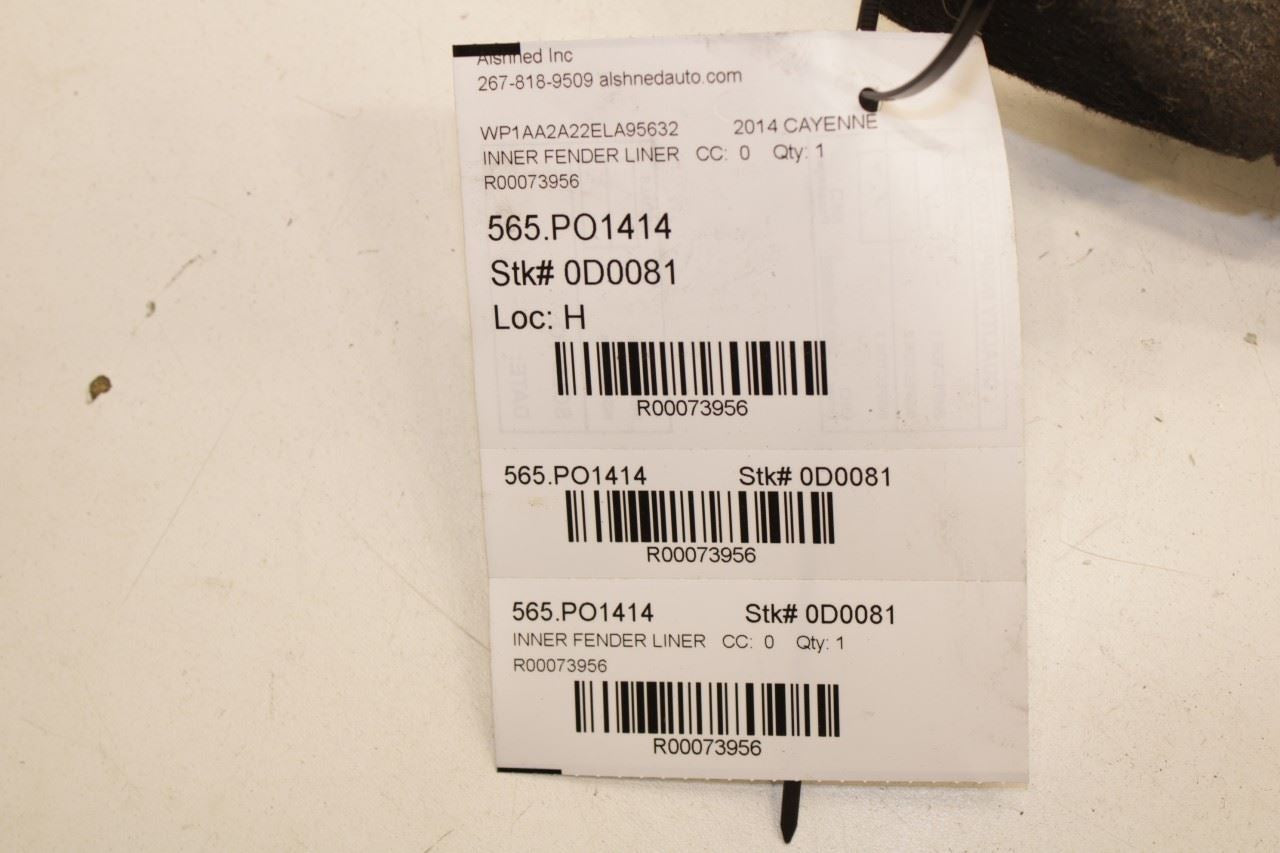 Alshned Inc
267-818-9509 alshnedauto.com
WP1AA2A22ELA95632 2014 CAYENNE
INNER FENDER LINER CC: 0 Qty: 1
R00073956
565.PO1414
Stk# 0D0081
Loc: H
R00073956
565.PO1414 Stk# 0D0081
R00073956
565.PO1414 Stk# 0D0081
INNER FENDER LINER CC: 0 Qty: 1
R00073956
R00073956